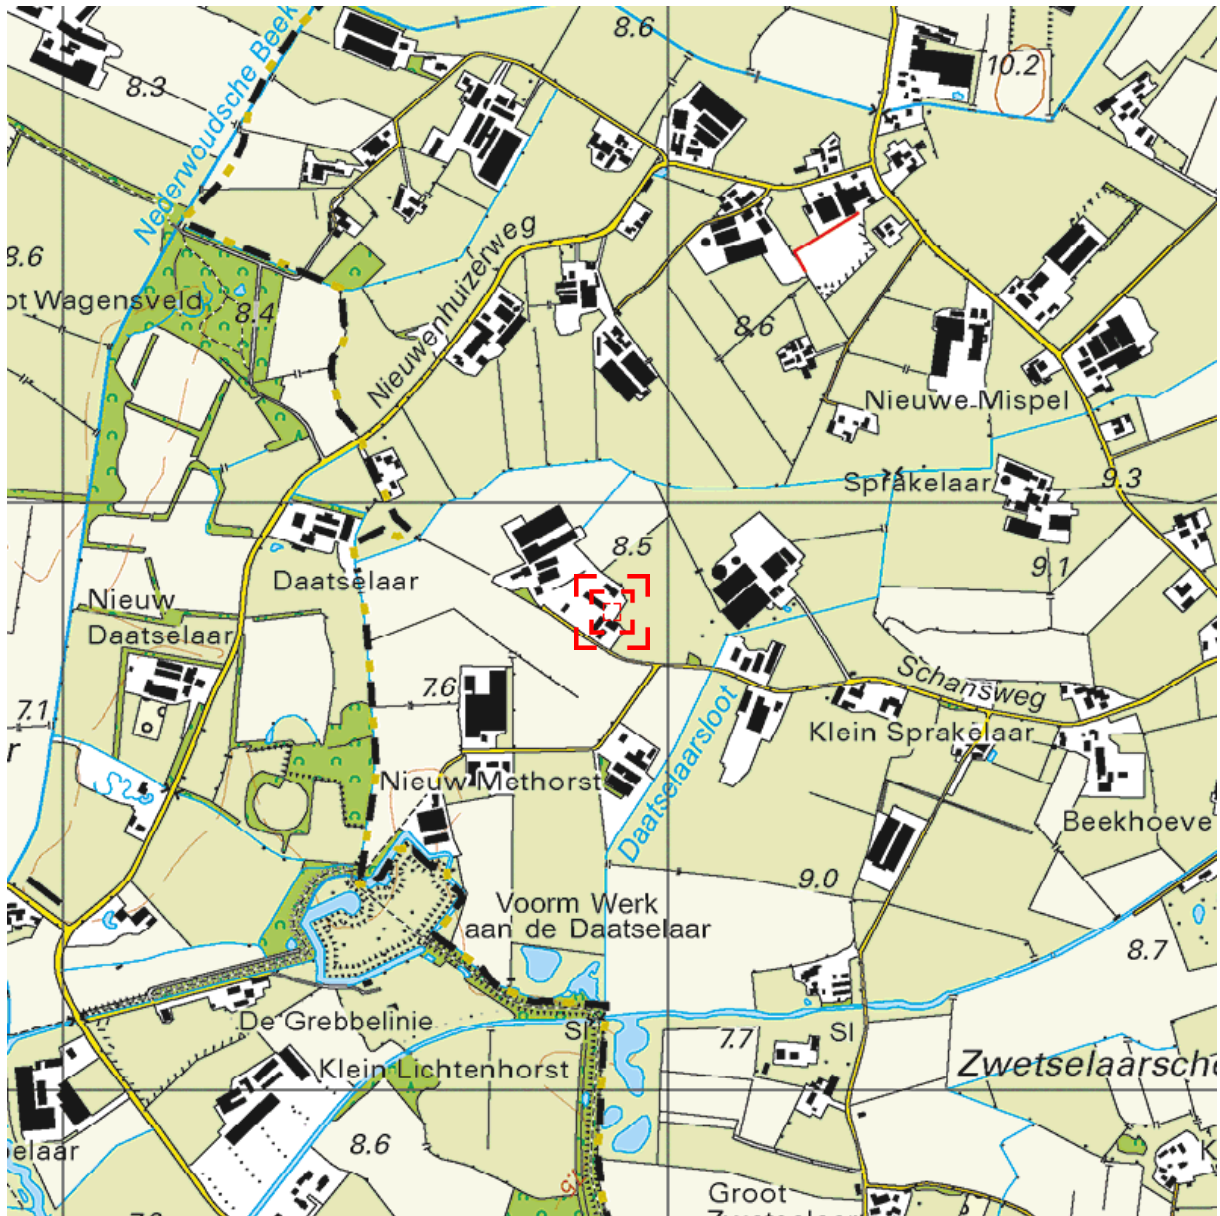 8.6
10.2
8.3
Nederwoudsche Beek
8.6
ot Wagensveld
8.4
Nieuwenhuizerweg
8.6
Nieuwe Mispel
Sprakelaar
9.3
8.5
9.1
Daatselaar
Nieuw
Daatselaar
Schansweg
7.6
7.1
r
Klein Sprakelaar
Nieuw Methorst
Daatselaarsloot
Beekhoeve
9.0
Voorm Werk
aan de Daatselaar
8.7
De Grebbelinie
Sl
7.7
Sl
Klein Lichtenhorst
Zwetselaarsche
8.6
elaar
K
Groot